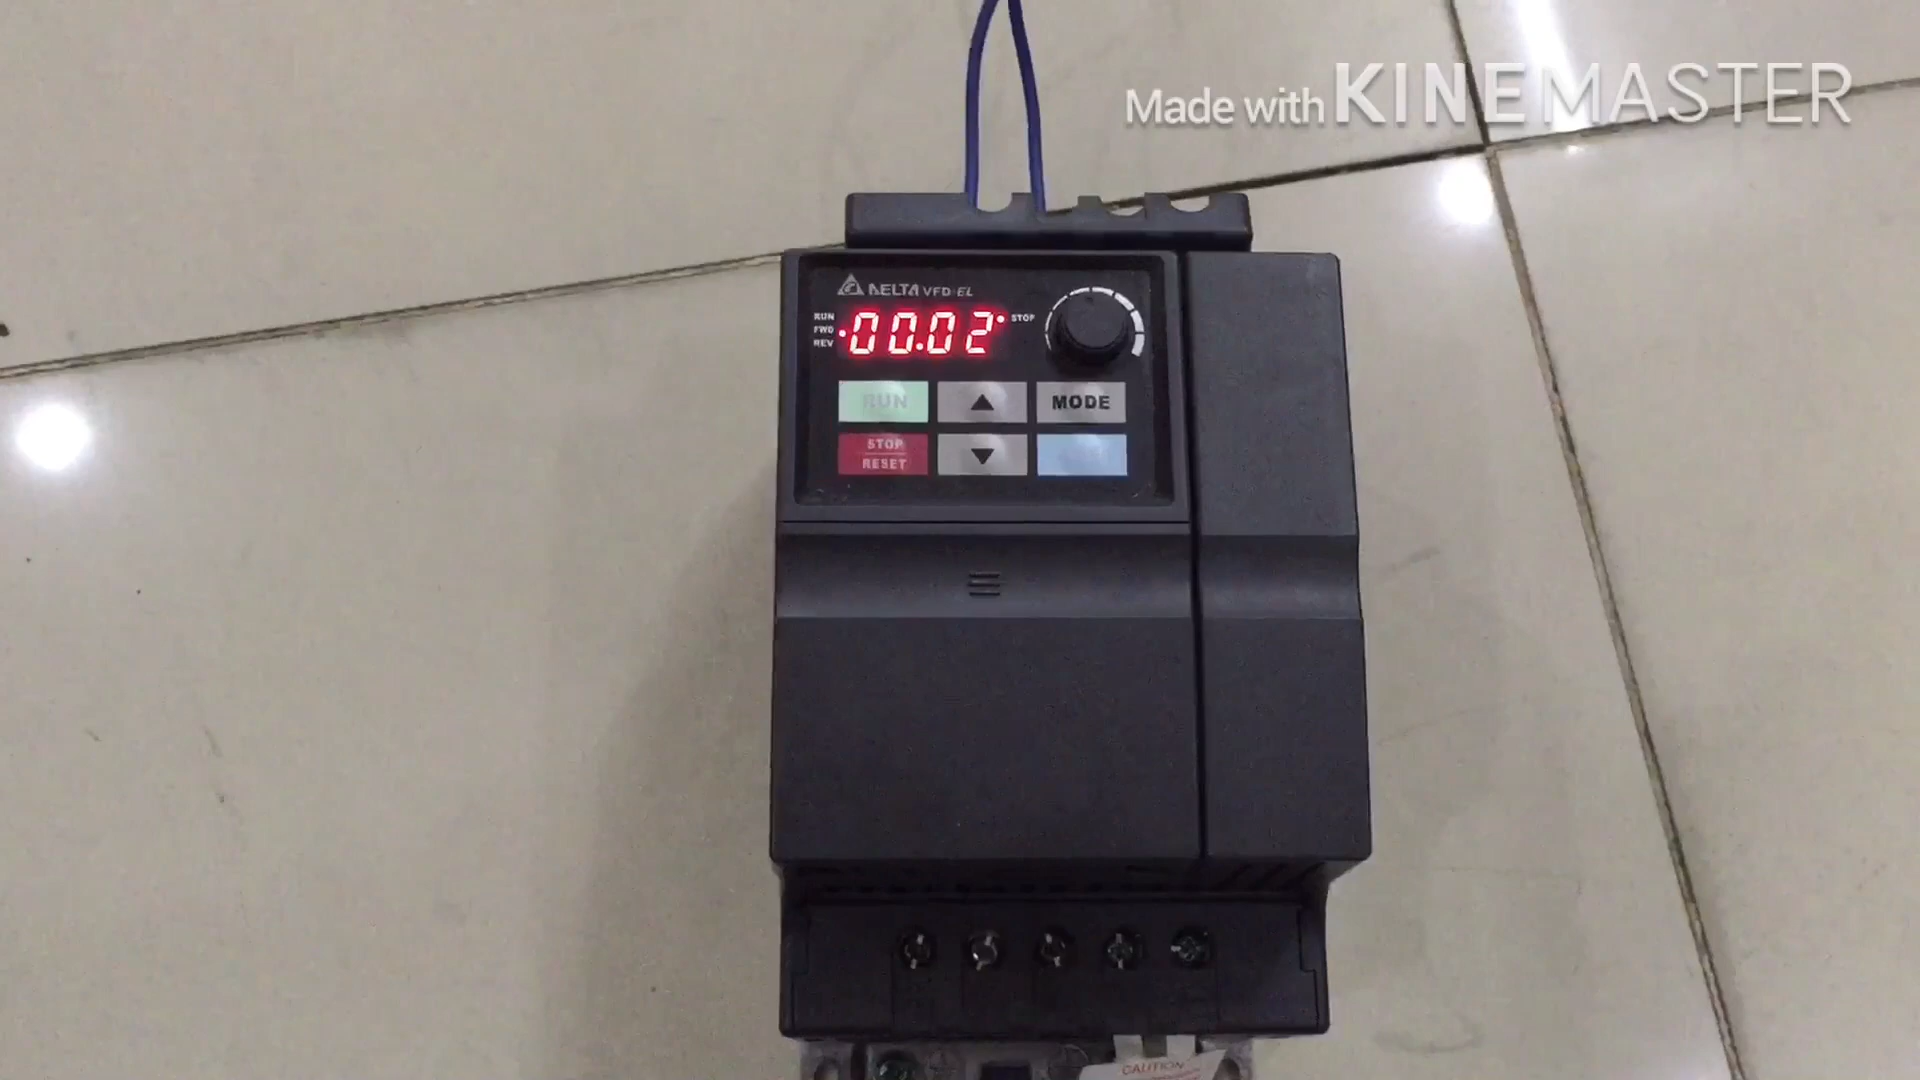 Made with KINEMASTER
DELTA VFD-EL
RUN
FWD
REV
00.02
STOP
RUN
▲
MODE
STOP
RESET
▼
CAUTION